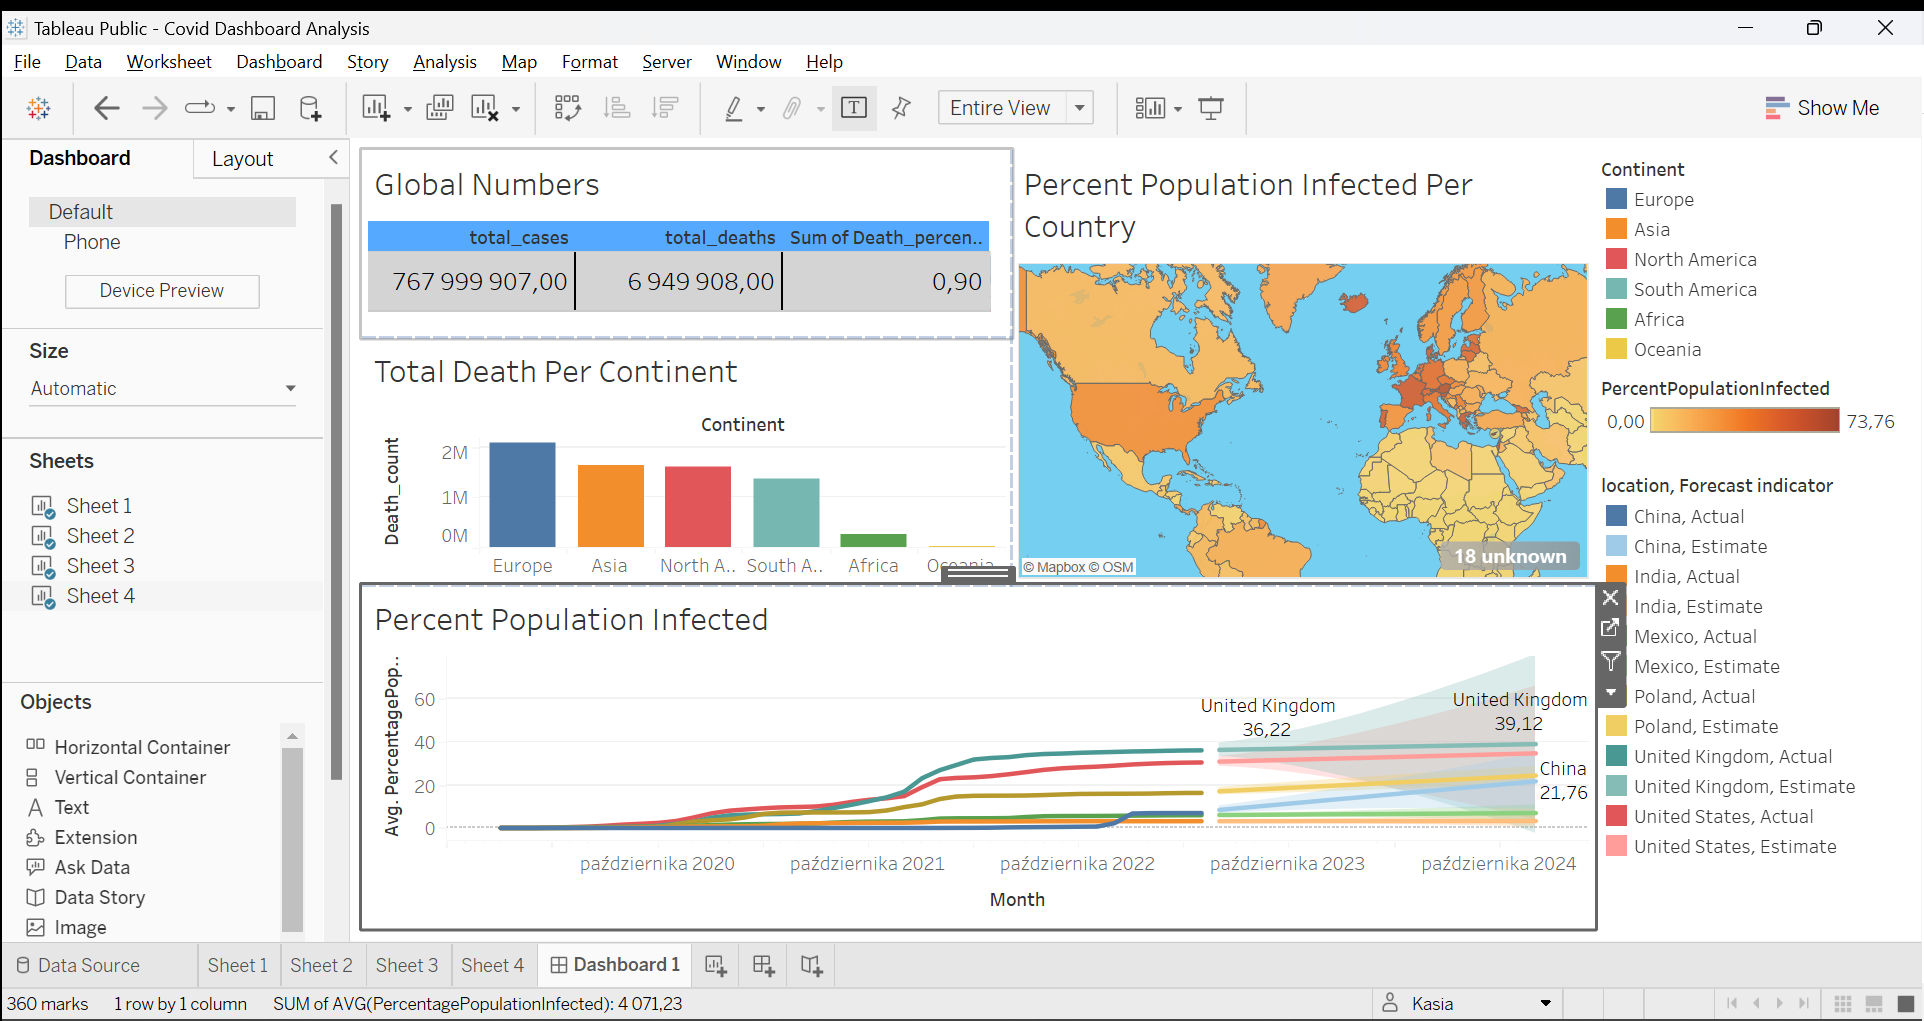 Tableau Public - Covid Dashboard Analysis
File Data Worksheet Dashboard Story Analysis Map Format Server Window Help
Entire View
Show Me
Dashboard
Layout
Default
Phone
Device Preview
Size
Automatic
Sheets
Sheet 1
Sheet 2
Sheet 3
Sheet 4
Objects
Horizontal Container
Vertical Container
Text
Extension
Ask Data
Data Story
Image
Global Numbers
total_cases total_deaths Sum of Death_percen..
767 999 907,00 6 949 908,00 0,90
Total Death Per Continent
Continent
Death_count
2M
1M
0M
Europe Asia North A.. South A.. Africa Oceania
Percent Population Infected Per
Country
18 unknown
© Mapbox © OSM
Continent
Europe
Asia
North America
South America
Africa
Oceania
PercentPopulationInfected
0,00 73,76
location, Forecast indicator
China, Actual
China, Estimate
India, Actual
India, Estimate
Mexico, Actual
Mexico, Estimate
Poland, Actual
Poland, Estimate
United Kingdom, Actual
United Kingdom, Estimate
United States, Actual
United States, Estimate
Percent Population Infected
Avg. PercentagePop..
60
40
20
0
United Kingdom
36,22
United Kingdom
39,12
China
21,76
października 2020 października 2021 października 2022 października 2023 października 2024
Month
Data Source Sheet 1 Sheet 2 Sheet 3 Sheet 4 Dashboard 1
360 marks 1 row by 1 column SUM of AVG(PercentagePopulationInfected): 4 071,23
Kasia